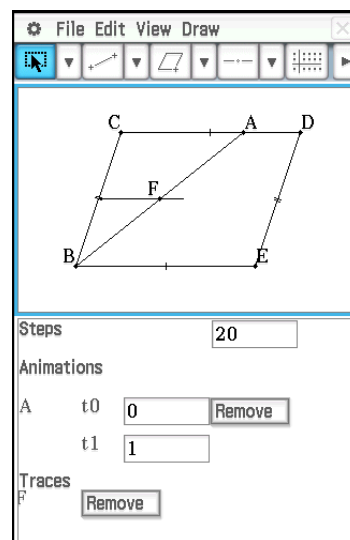 File Edit View Draw
C A D
F
B E
Steps 20
Animations
A t0 0 Remove
t1 1
Traces
F Remove